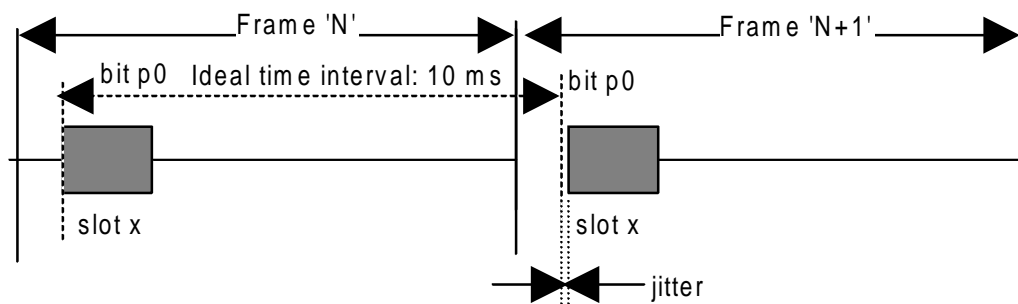 Frame 'N' Frame 'N+1'
bit p0 Ideal time interval: 10 ms bit p0
slot x slot x
jitter